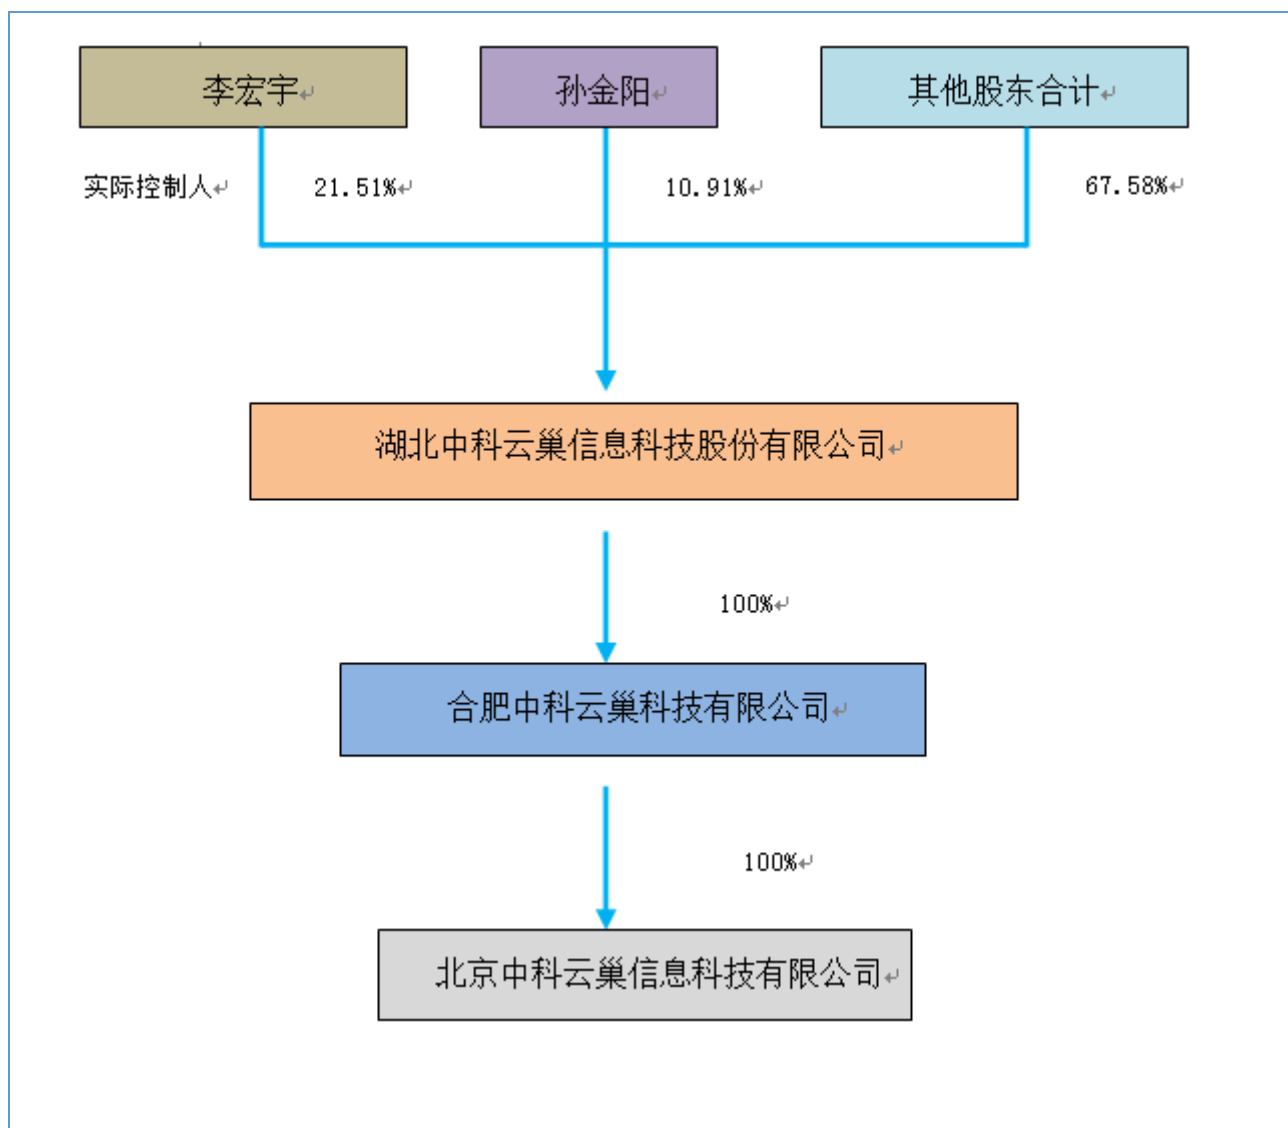 李宏宇 孙金阳 其他股东合计
实际控制人 21.51% 10.91% 67.58%
湖北中科云巢信息科技股份有限公司
100%
合肥中科云巢科技有限公司
100%
北京中科云巢信息科技有限公司